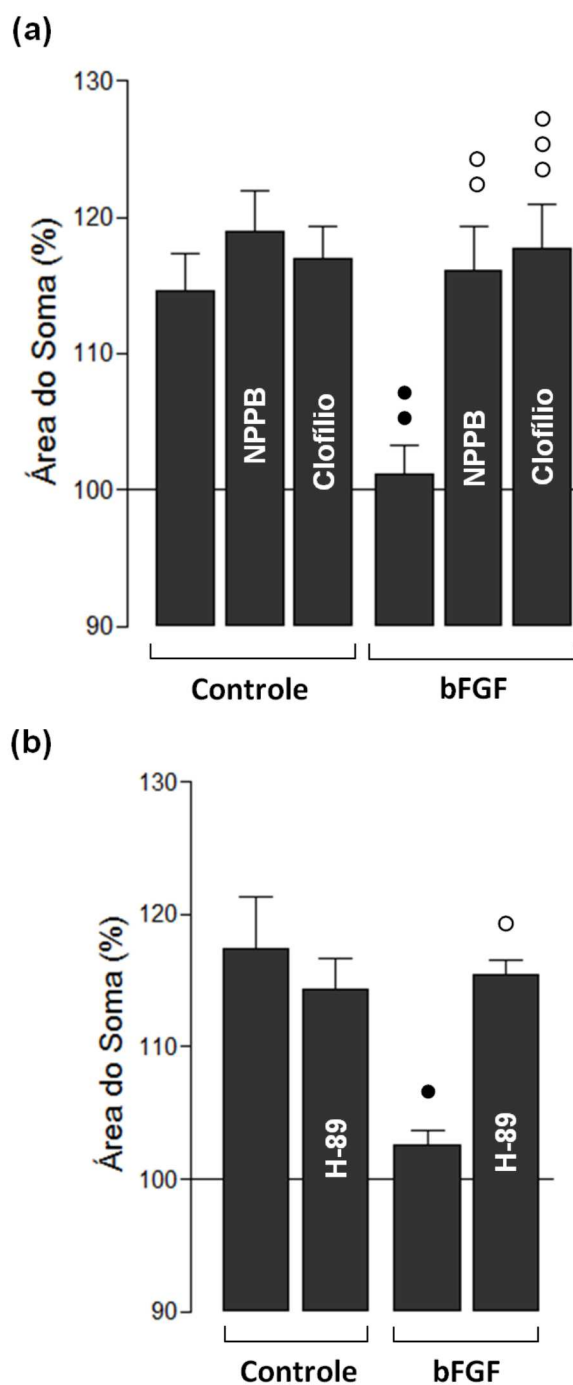 (a)
Área do Soma (%)
130
120
110
100
90
NPPB
Clofílio
NPPB
Clofílio
Controle
bFGF
(b)
Área do Soma (%)
130
120
110
100
90
H-89
H-89
Controle
bFGF